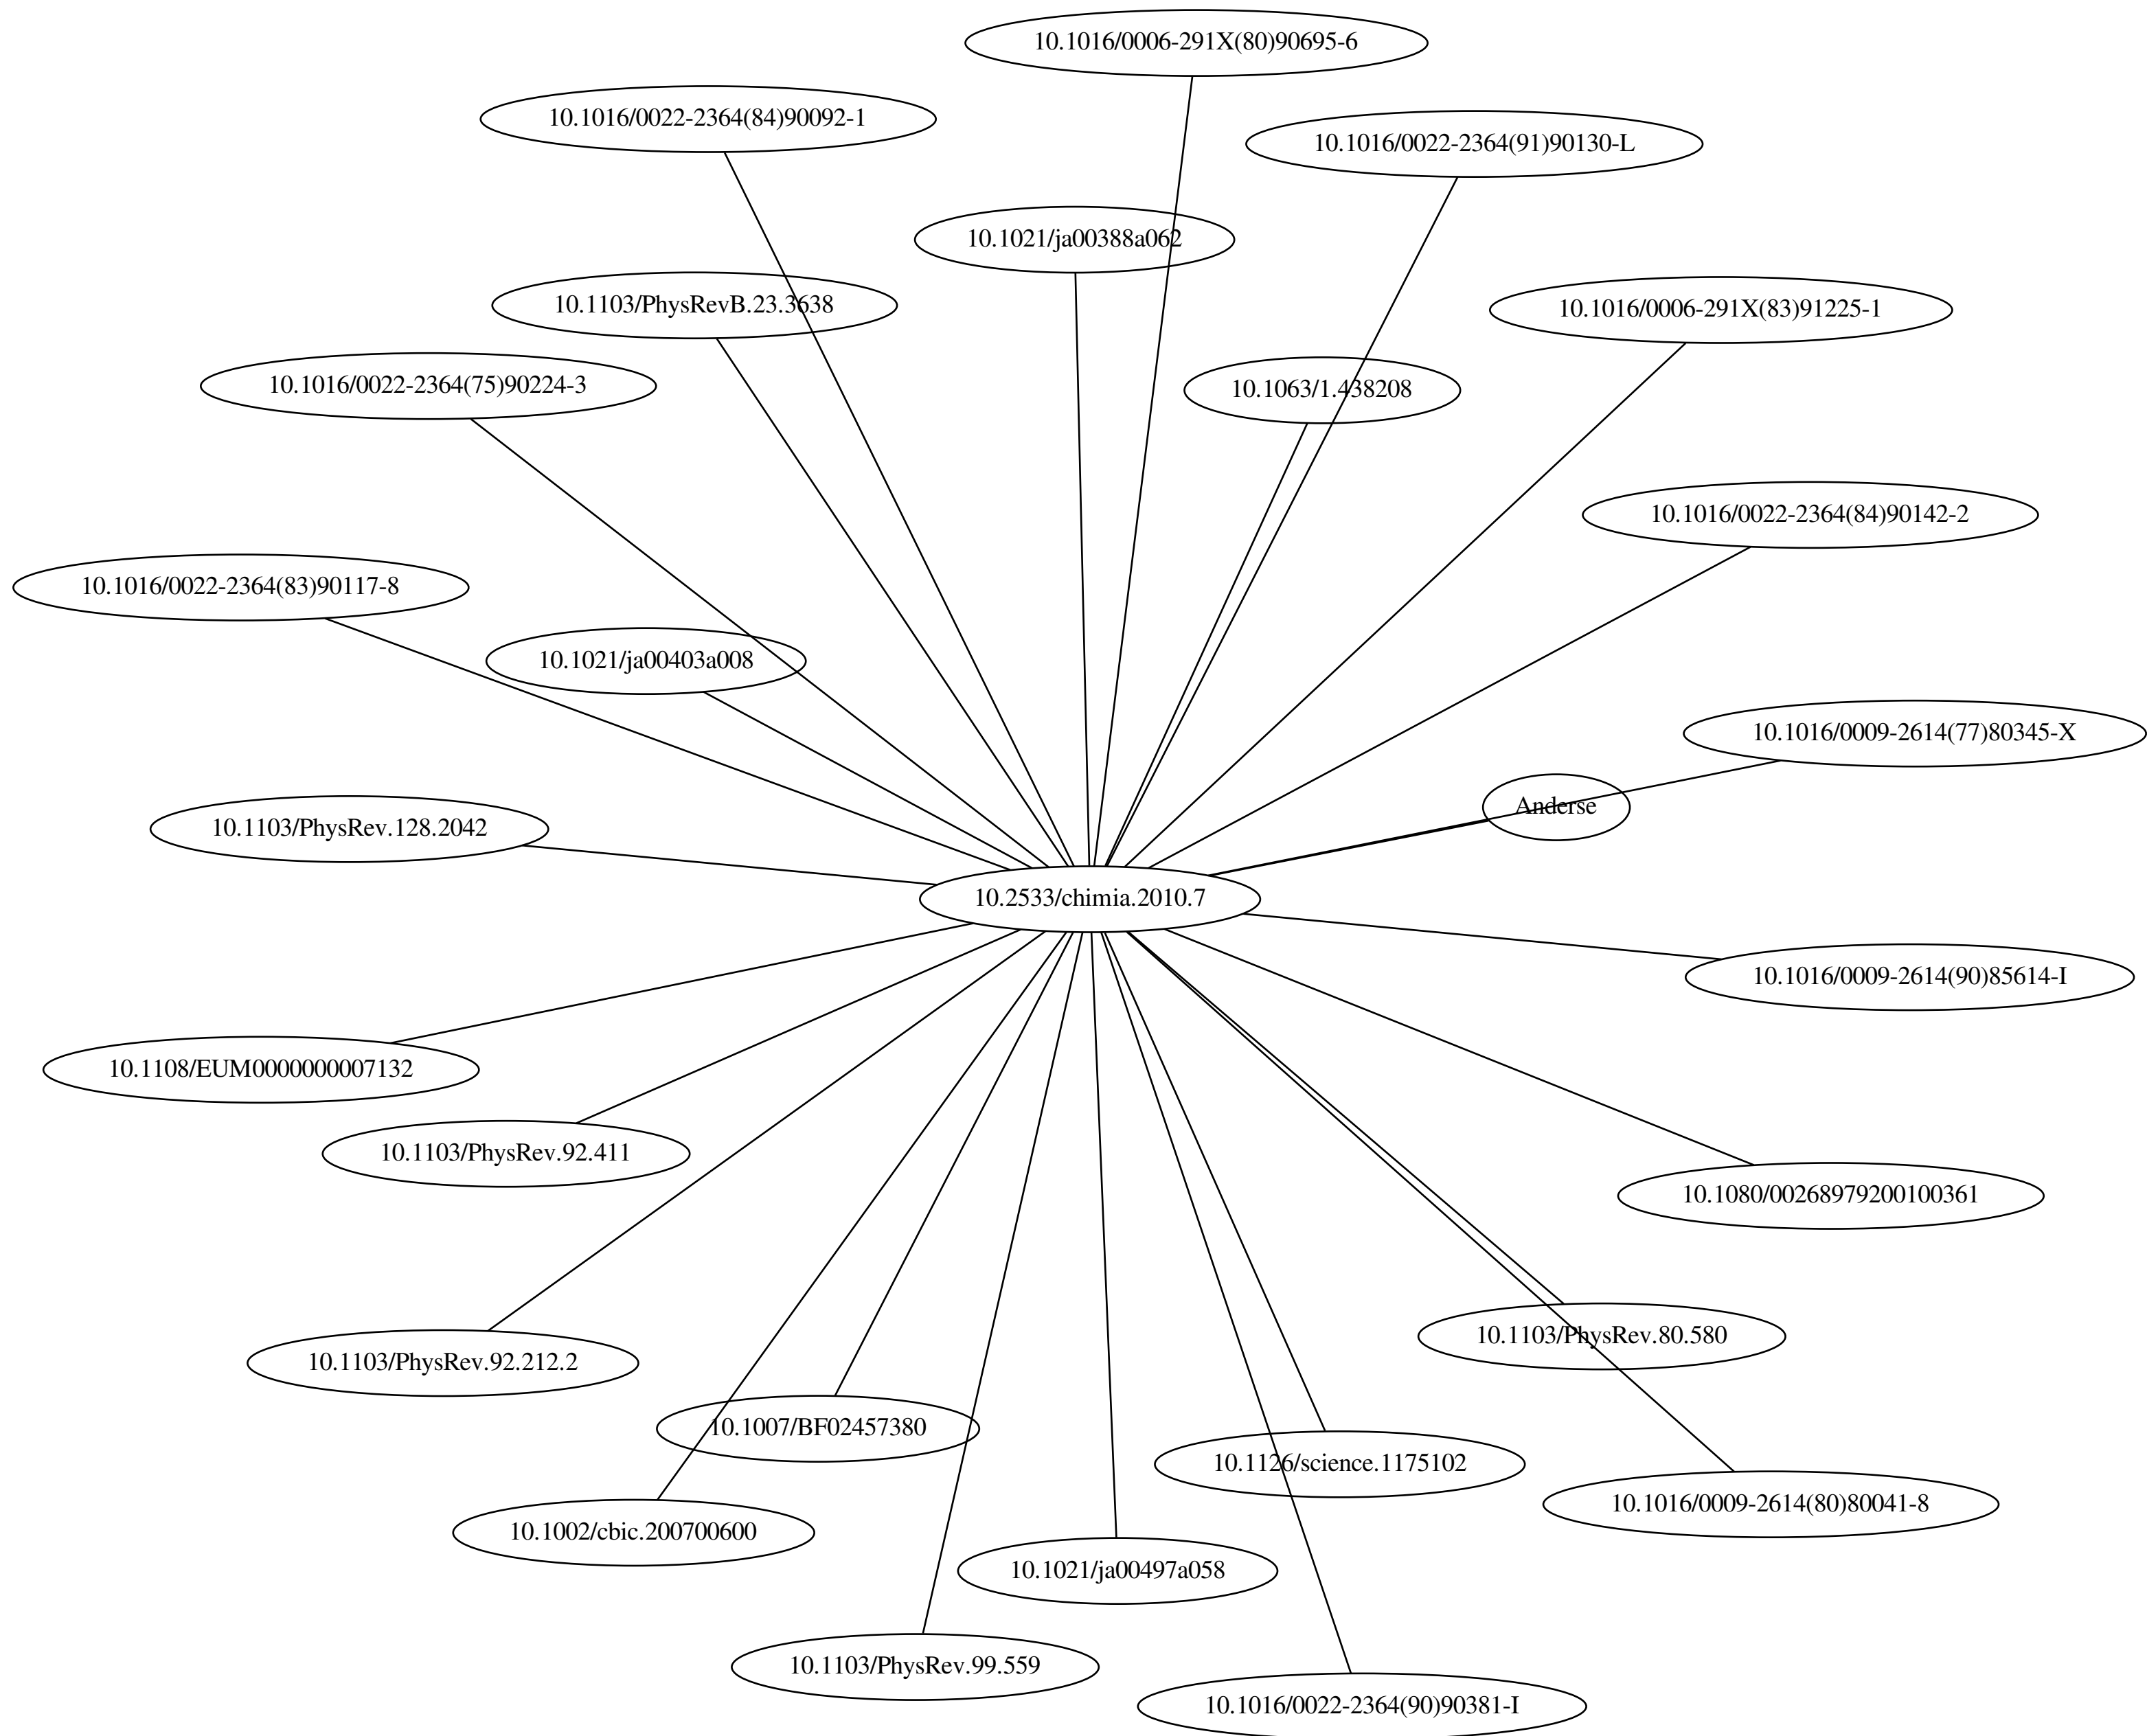 10.1016/0006-291X(80)90695-6
10.1016/0022-2364(84)90092-1
10.1016/0022-2364(91)90130-L
10.1021/ja00388a062
10.1103/PhysRevB.23.3638
10.1016/0006-291X(83)91225-1
10.1016/0022-2364(75)90224-3
10.1063/1.438208
10.1016/0022-2364(84)90142-2
10.1016/0022-2364(83)90117-8
10.1021/ja00403a008
10.1016/0009-2614(77)80345-X
Anderse
10.1103/PhysRev.128.2042
10.2533/chimia.2010.7
10.1016/0009-2614(90)85614-I
10.1108/EUM0000000007132
10.1103/PhysRev.92.411
10.1080/00268979200100361
10.1103/PhysRev.80.580
10.1103/PhysRev.92.212.2
10.1007/BF02457380
10.1126/science.1175102
10.1016/0009-2614(80)80041-8
10.1002/cbic.200700600
10.1021/ja00497a058
10.1103/PhysRev.99.559
10.1016/0022-2364(90)90381-I